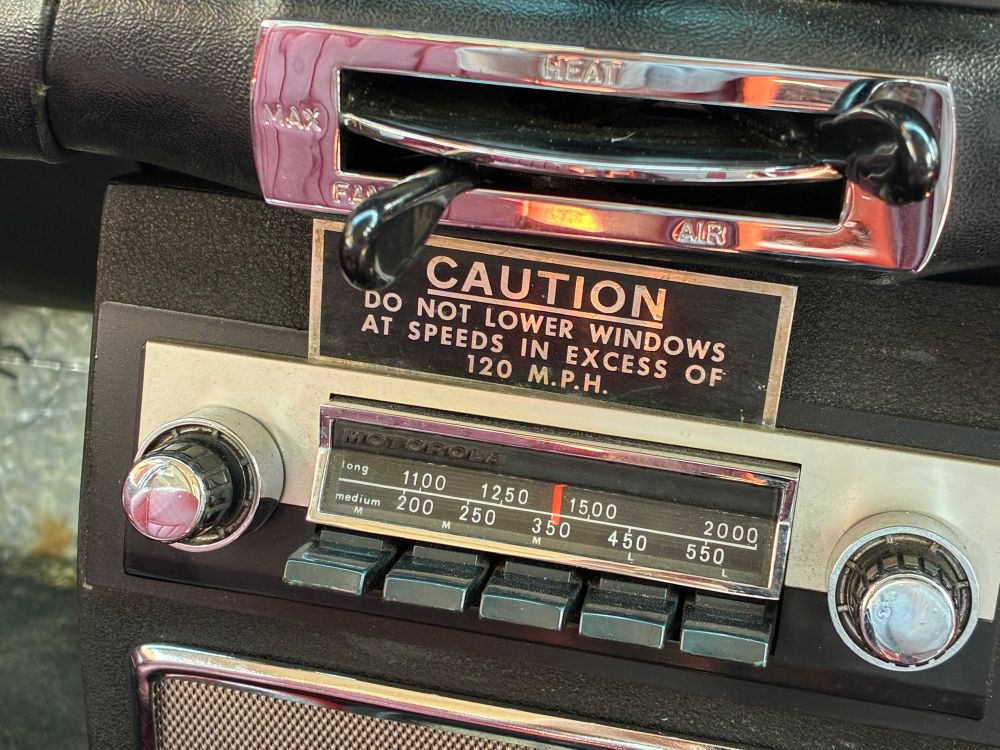 HEAT
MAX
FAN
AIR
CAUTION
DO NOT LOWER WINDOWS
AT SPEEDS IN EXCESS OF
120 M.P.H.
MOTOROLA
long 1100 1250 1500 2000
medium 200 250 350 450 550
M M M L L